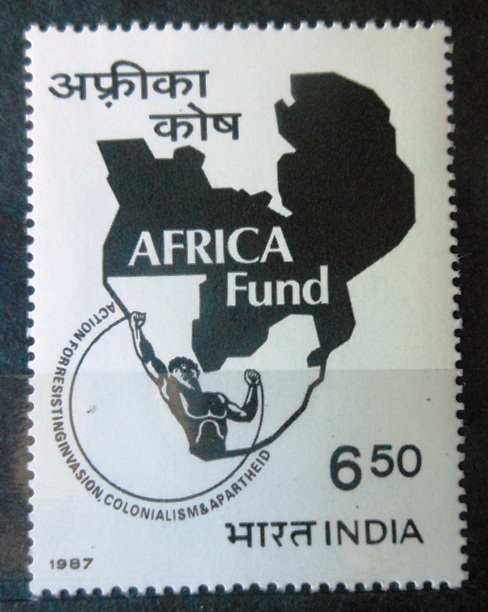 अफ़्रीका
कोष
AFRICA
Fund
ACTION FOR RESISTING INVASION, COLONIALISM & APARTHEID
6 50
भारत INDIA
1987